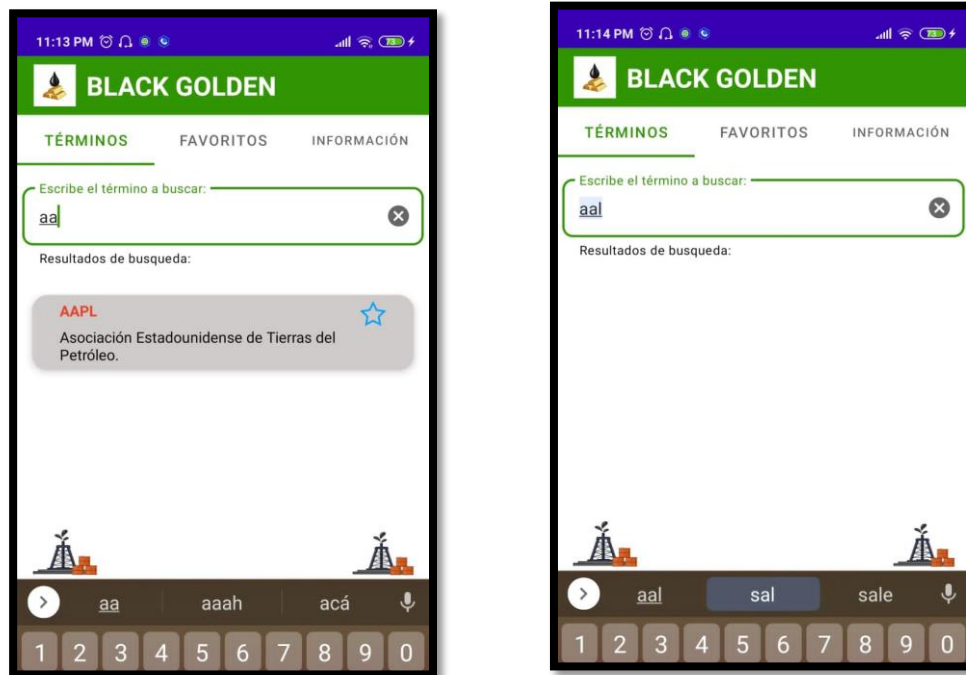 11:13 PM
73
BLACK GOLDEN
TÉRMINOS FAVORITOS INFORMACIÓN
Escribe el término a buscar:
aa
Resultados de busqueda:
AAPL
Asociación Estadounidense de Tierras del
Petróleo.
aa aaah acá
1 2 3 4 5 6 7 8 9 0
11:14 PM
73
BLACK GOLDEN
TÉRMINOS FAVORITOS INFORMACIÓN
Escribe el término a buscar:
aal
Resultados de busqueda:
aal sal sale
1 2 3 4 5 6 7 8 9 0